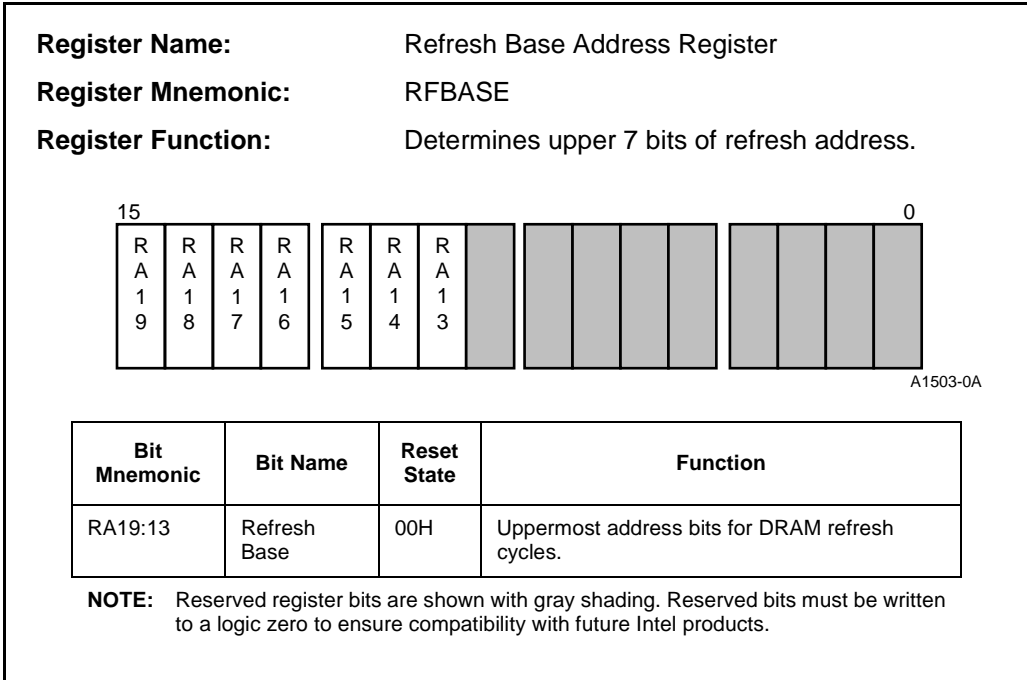 Register Name: Refresh Base Address Register
Register Mnemonic: RFBASE
Register Function: Determines upper 7 bits of refresh address.
15 0
R R R R R R R
A A A A A A A
1 1 1 1 1 1 1
9 8 7 6 5 4 3
A1503-0A
Bit Mnemonic Bit Name Reset State Function
RA19:13 Refresh Base 00H Uppermost address bits for DRAM refresh cycles.
NOTE: Reserved register bits are shown with gray shading. Reserved bits must be written
to a logic zero to ensure compatibility with future Intel products.